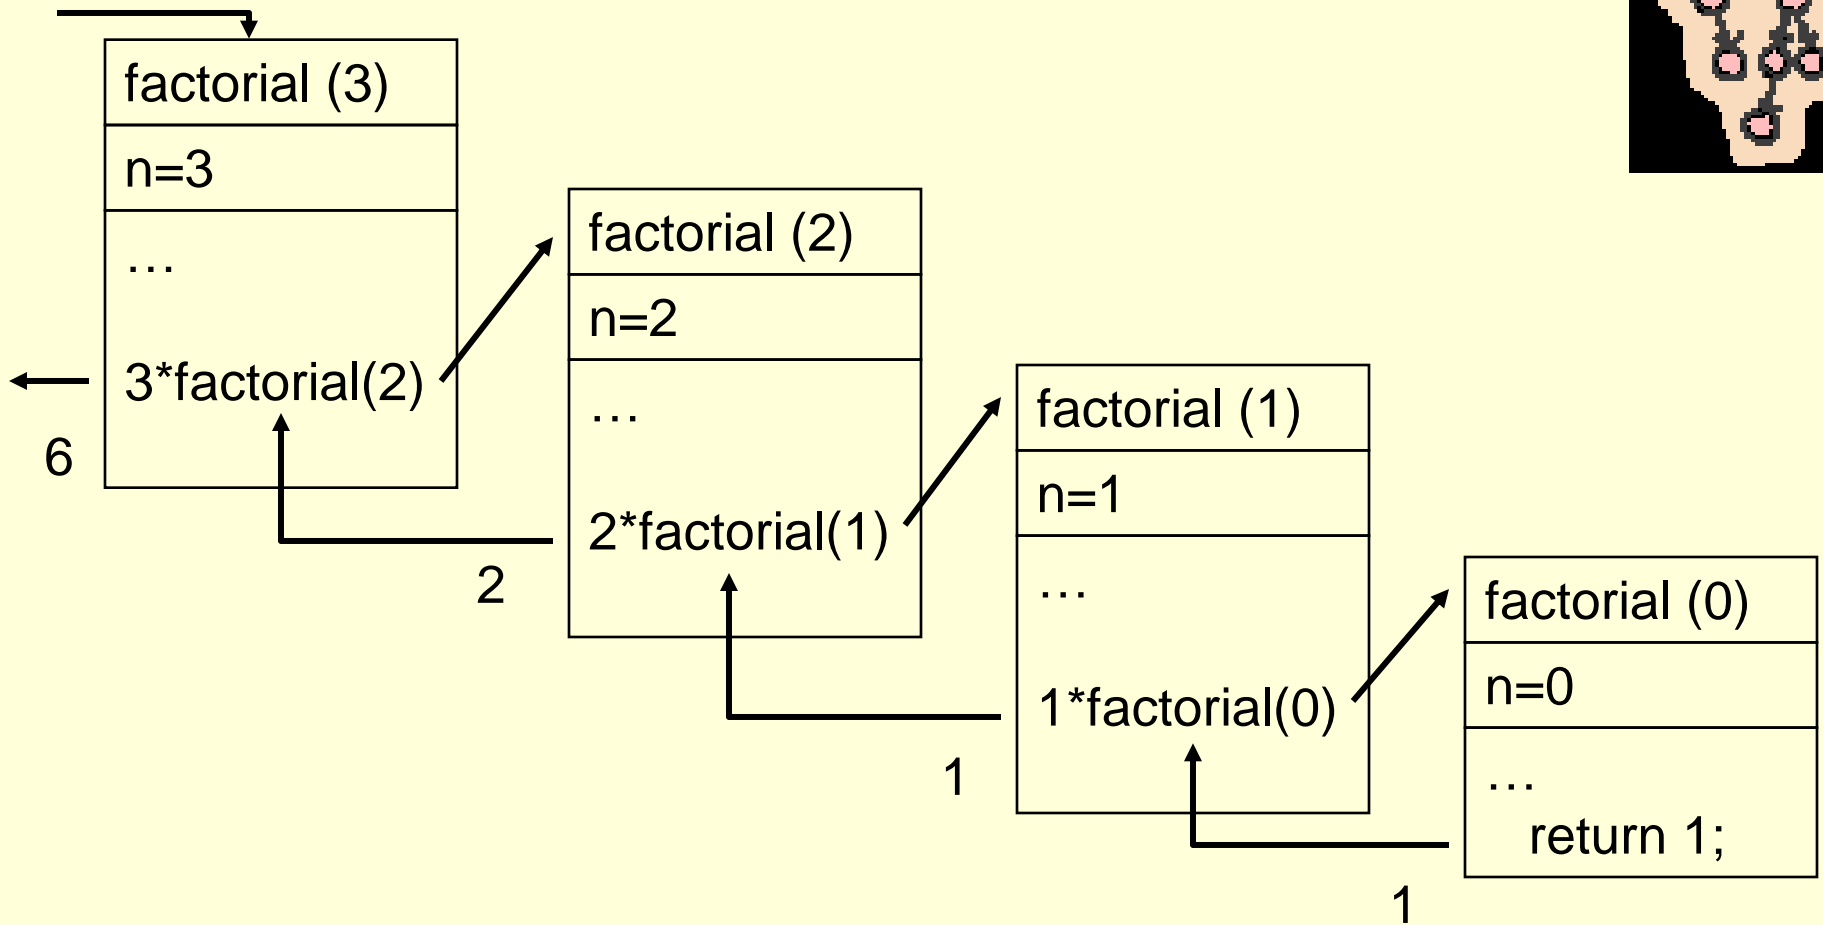 factorial (3)
n=3
…
3*factorial(2)
6
factorial (2)
n=2
…
2*factorial(1)
2
factorial (1)
n=1
…
1*factorial(0)
1
factorial (0)
n=0
…
return 1;
1